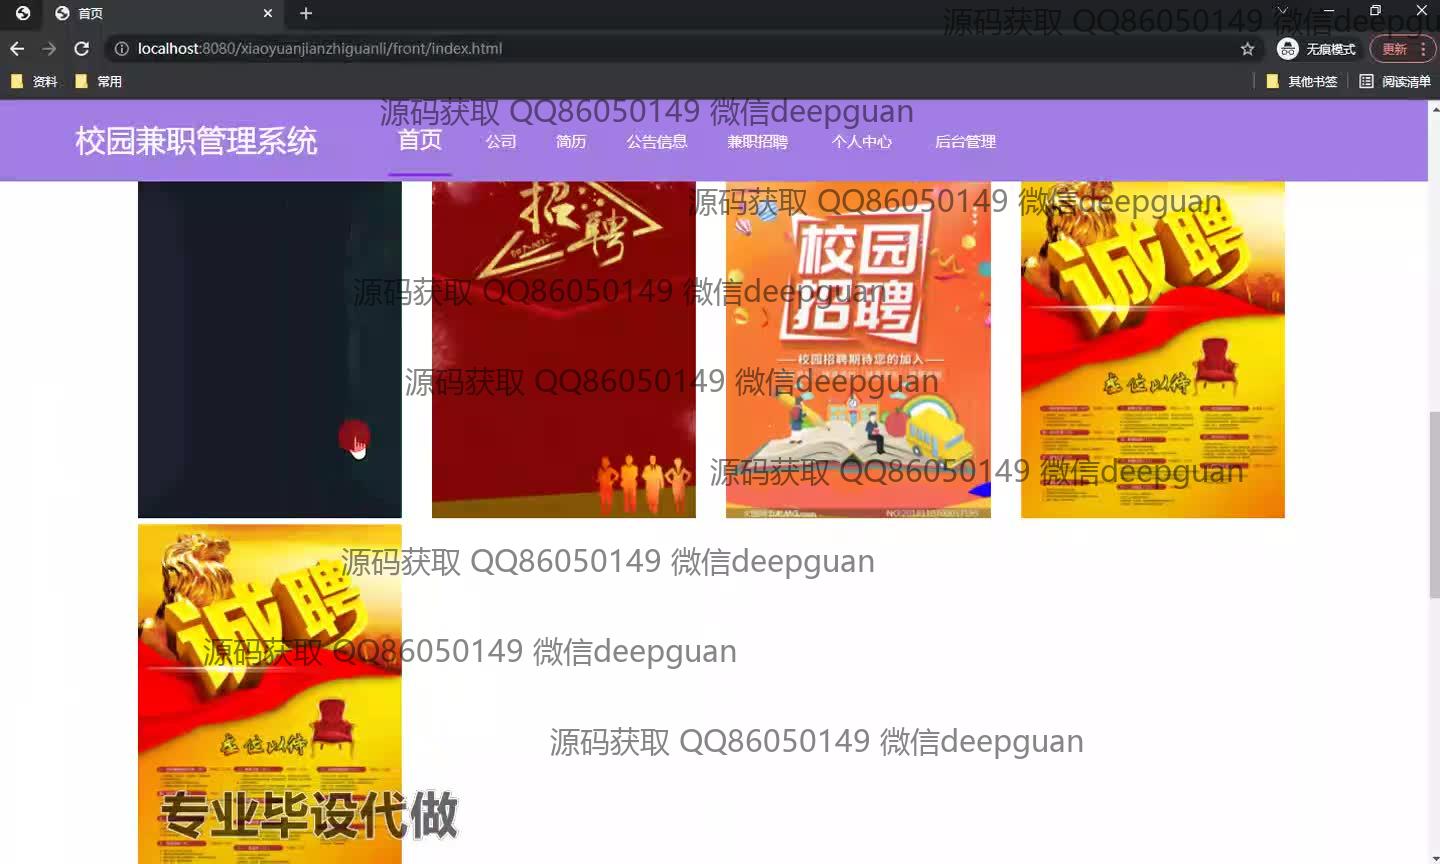 首页
源码获取 QQ86050149 微信deepgu
localhost:8080/xiaoyuanjianzhiguanli/front/index.html
无痕模式
更新
资料
常用
其他书签
阅读清单
源码获取 QQ86050149 微信deepguan
校园兼职管理系统
首页
公司
简历
公告信息
兼职招聘
个人中心
后台管理
源码获取 QQ86050149 微信deepguan
招聘
校园
招聘
诚聘
源码获取 QQ86050149 微信deepguan
校园招聘期待您的加入
源码获取 QQ86050149 微信deepguan
虚位以待
源码获取 QQ86050149 微信deepguan
源码获取 QQ86050149 微信deepguan
诚聘
源码获取 QQ86050149 微信deepguan
源码获取 QQ86050149 微信deepguan
虚位以待
专业毕设代做